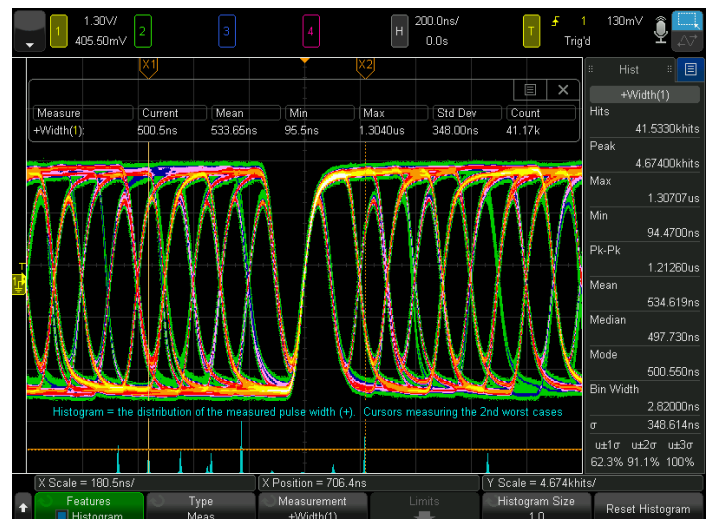 1 1.30V/ 2 3 4 H 200.0ns/ T 1 130mV
405.50mV 0.0s Trig'd
X1 X2
Hist
+Width(1)
Measure Current Mean Min Max Std Dev Count
+Width(1): 500.5ns 533.65ns 95.5ns 1.3040us 348.00ns 41.17k
Hits
41.5330khits
Peak
4.67400khits
Max
1.30707us
Min
94.4700ns
Pk-Pk
1.21260us
Mean
534.619ns
Median
497.730ns
Mode
500.550ns
Bin Width
2.82000ns
σ
348.614ns
u±1σ u±2σ u±3σ
62.3% 91.1% 100%
T
Histogram = the distribution of the measured pulse width (+). Cursors measuring the 2nd worst cases
X Scale = 180.5ns/ X Position = 706.4ns Y Scale = 4.674khits/
Features Type Measurement Limits Histogram Size Reset Histogram
Histogram Meas +Width(1) 1.0